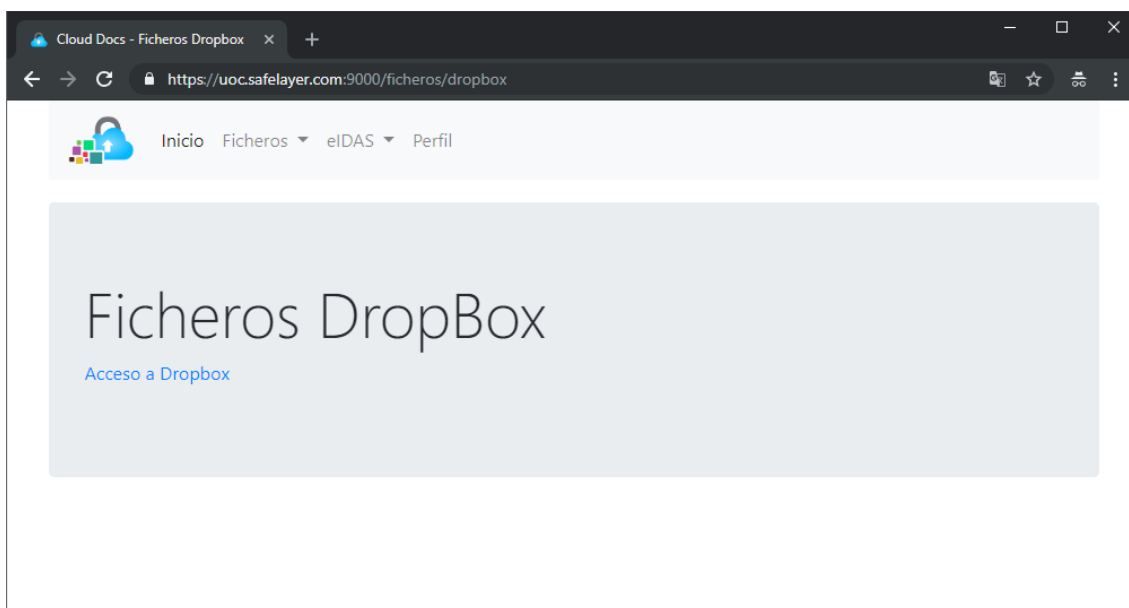 Cloud Docs - Ficheros Dropbox
https://uoc.safelayer.com:9000/ficheros/dropbox
Inicio Ficheros eIDAS Perfil
Ficheros DropBox
Acceso a Dropbox